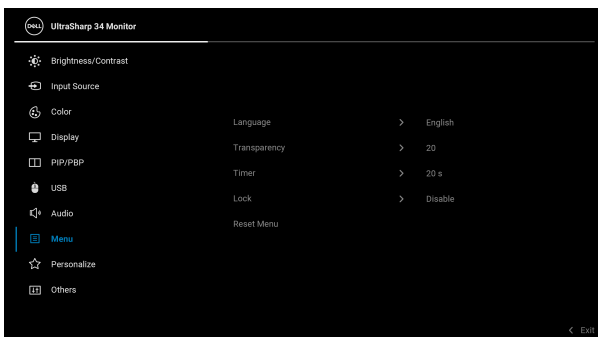 DELL
UltraSharp 34 Monitor
Brightness/Contrast
Input Source
Color
Display
PIP/PBP
USB
Audio
Menu
Personalize
Others
Language > English
Transparency > 20
Timer > 20 s
Lock > Disable
Reset Menu
< Exit